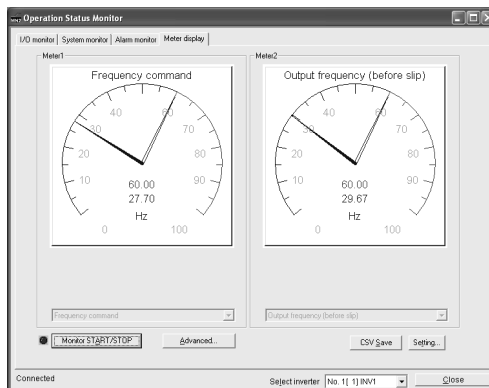 Operation Status Monitor
I/O monitor System monitor Alarm monitor Meter display
Meter1
Frequency command
0
10
20
30
40
60
70
80
90
100
60.00
27.70
Hz
Frequency command
Meter2
Output frequency (before slip)
0
10
20
30
40
60
70
80
90
100
60.00
29.67
Hz
Output frequency (before slip)
Monitor START/STOP Advanced... CSV Save Setting...
Connected Select inverter No. 1[ 1] INV1 Close